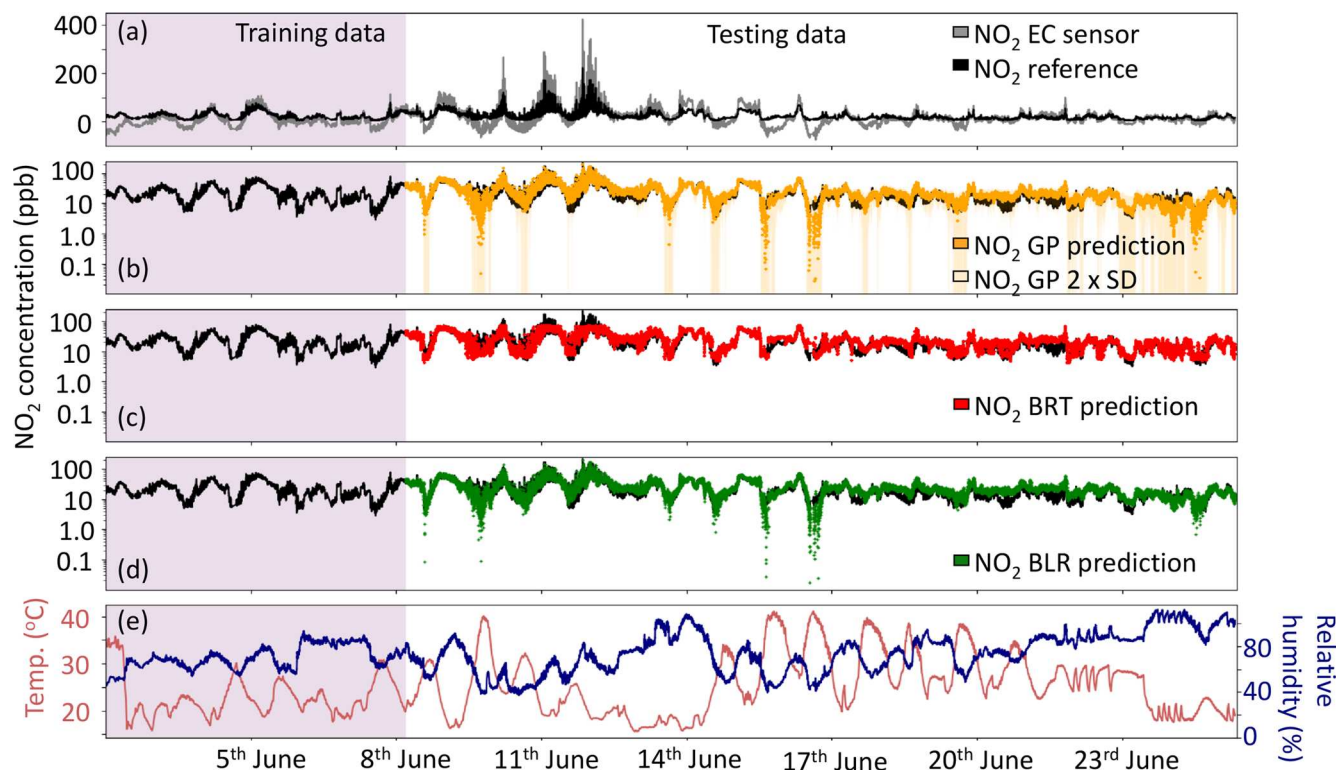 (a)
Training data
Testing data
NO₂ EC sensor
NO₂ reference
400
200
0
NO₂ concentration (ppb)
(b)
100
10
1.0
0.1
NO₂ GP prediction
NO₂ GP 2 x SD
(c)
100
10
1.0
0.1
NO₂ BRT prediction
(d)
100
10
1.0
0.1
NO₂ BLR prediction
(e)
Temp. (°C)
40
30
20
80
40
0
Relative
humidity (%)
5th June
8th June
11th June
14th June
17th June
20th June
23rd June